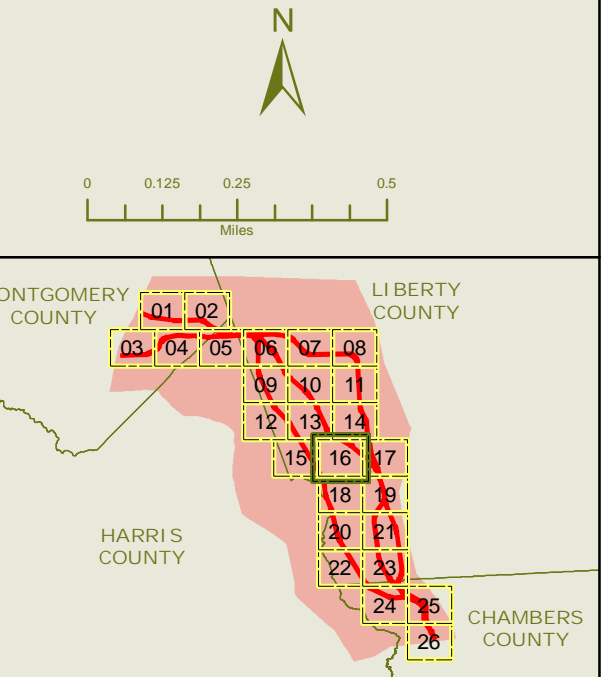 N
0 0.125 0.25 0.5
Miles
ONTGOMERY
COUNTY
LIBERTY
COUNTY
01 02
03 04 05 06 07 08
09 10 11
12 13 14
15 16 17
18 19
20 21
22 23
24 25
26
HARRIS
COUNTY
CHAMBERS
COUNTY